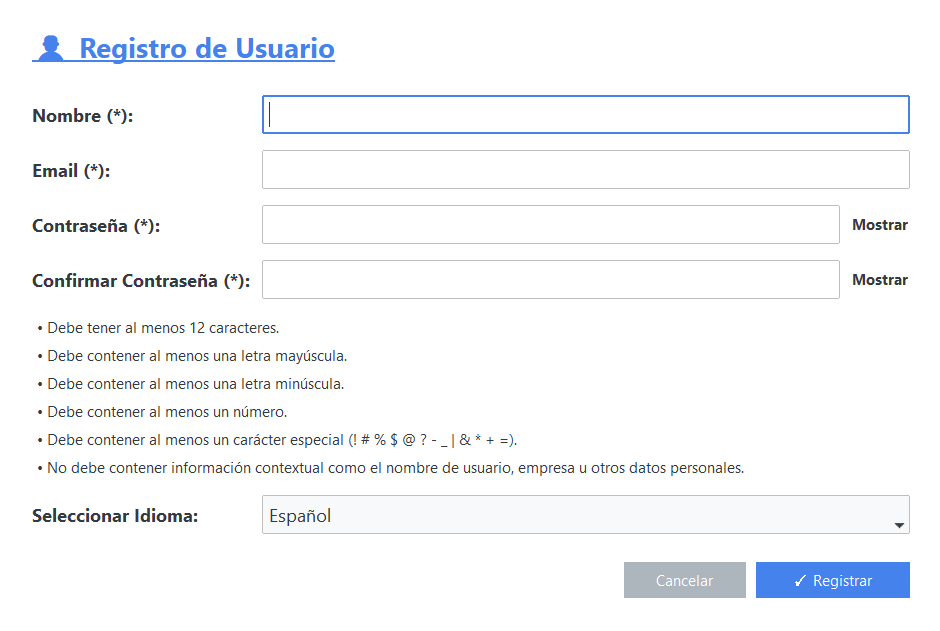 Registro de Usuario
Nombre (*):
Email (*):
Contraseña (*): Mostrar
Confirmar Contraseña (*): Mostrar
• Debe tener al menos 12 caracteres.
• Debe contener al menos una letra mayúscula.
• Debe contener al menos una letra minúscula.
• Debe contener al menos un número.
• Debe contener al menos un carácter especial (! # % $ @ ? - _ | & * + =).
• No debe contener información contextual como el nombre de usuario, empresa u otros datos personales.
Seleccionar Idioma: Español
Cancelar ✓ Registrar